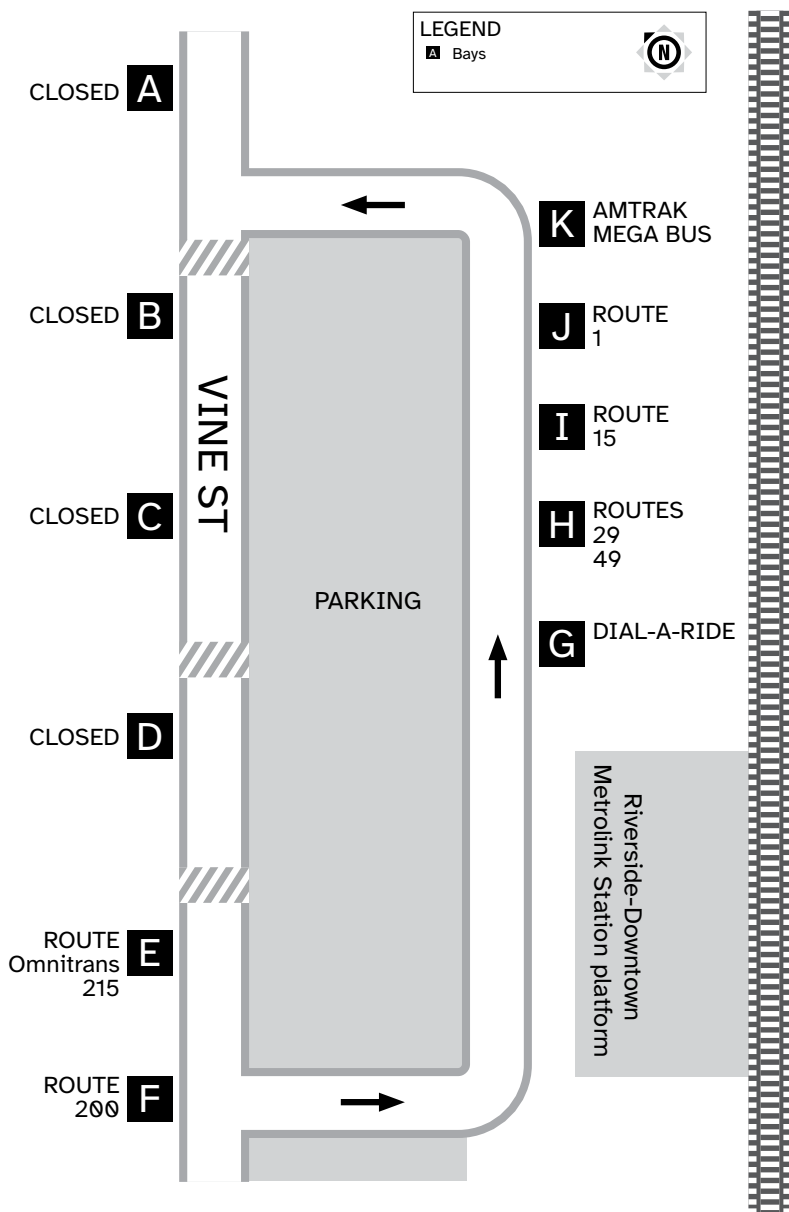 LEGEND
A Bays
N
CLOSED A
K AMTRAK
MEGA BUS
CLOSED B
J ROUTE
1
VINE ST
I ROUTE
15
CLOSED C
H ROUTES
29
49
PARKING
G DIAL-A-RIDE
CLOSED D
Riverside-Downtown
Metrolink Station platform
ROUTE E
Omnitrans
215
ROUTE F
200